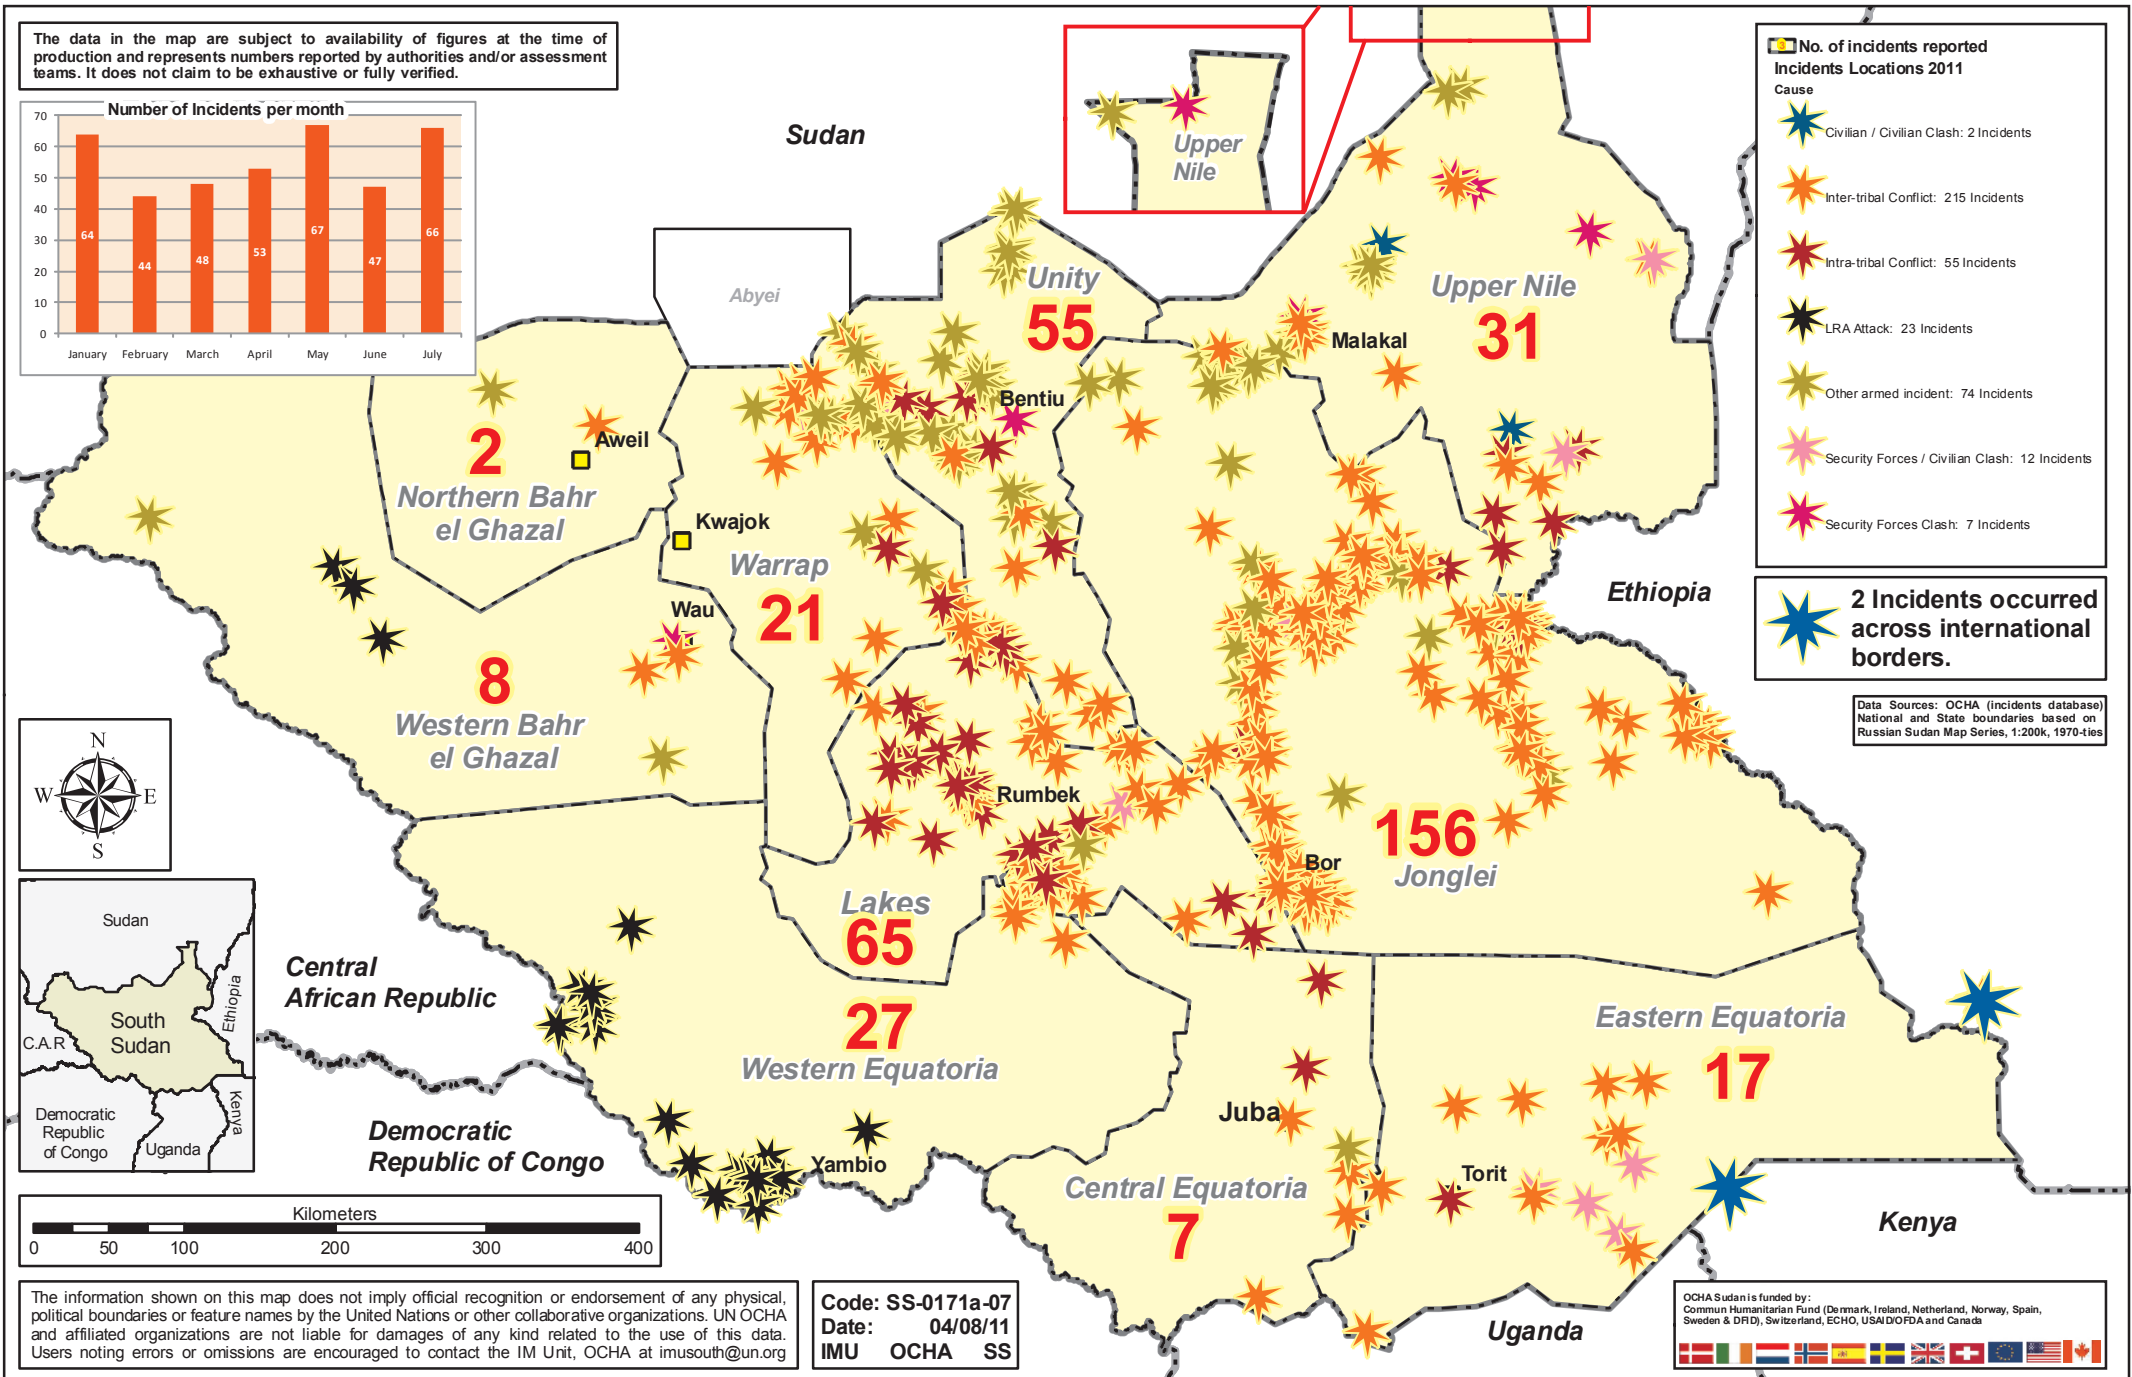 The data in the map are subject to availability of figures at the time of
production and represents numbers reported by authorities and/or assessment
teams. It does not claim to be exhaustive or fully verified.
Number of Incidents per month
70
60
50
40
30
20
10
0
64
44
48
53
67
47
66
January
February
March
April
May
June
July
Sudan
Upper
Nile
Abyei
Unity
55
Upper Nile
31
Malakal
Bentiu
Aweil
2
Northern Bahr
el Ghazal
Kwajok
Warrap
21
Wau
8
Western Bahr
el Ghazal
Ethiopia
Rumbek
156
Jonglei
Bor
Lakes
65
27
Western Equatoria
Central
African Republic
Democratic
Republic of Congo
Yambio
Juba
Central Equatoria
7
Eastern Equatoria
17
Torit
Kenya
Uganda
3
No. of incidents reported
Incidents Locations 2011
Cause
Civilian / Civilian Clash: 2 Incidents
Inter-tribal Conflict: 215 Incidents
Intra-tribal Conflict: 55 Incidents
LRA Attack: 23 Incidents
Other armed incident: 74 Incidents
Security Forces / Civilian Clash: 12 Incidents
Security Forces Clash: 7 Incidents
2 Incidents occurred
across international
borders.
Data Sources: OCHA (incidents database)
National and State boundaries based on
Russian Sudan Map Series, 1:200k, 1970-ties
N
W
E
S
Sudan
South
Sudan
Ethiopia
C.A.R
Democratic
Republic
of Congo
Uganda
Kenya
Kilometers
0
50
100
200
300
400
The information shown on this map does not imply official recognition or endorsement of any physical,
political boundaries or feature names by the United Nations or other collaborative organizations. UN OCHA
and affiliated organizations are not liable for damages of any kind related to the use of this data.
Users noting errors or omissions are encouraged to contact the IM Unit, OCHA at imusouth@un.org
Code: SS-0171a-07
Date: 04/08/11
IMU OCHA SS
OCHA Sudan is funded by:
Commun Humanitarian Fund (Denmark, Ireland, Netherland, Norway, Spain,
Sweden & DFID), Switzerland, ECHO, USAID/OFDA and Canada